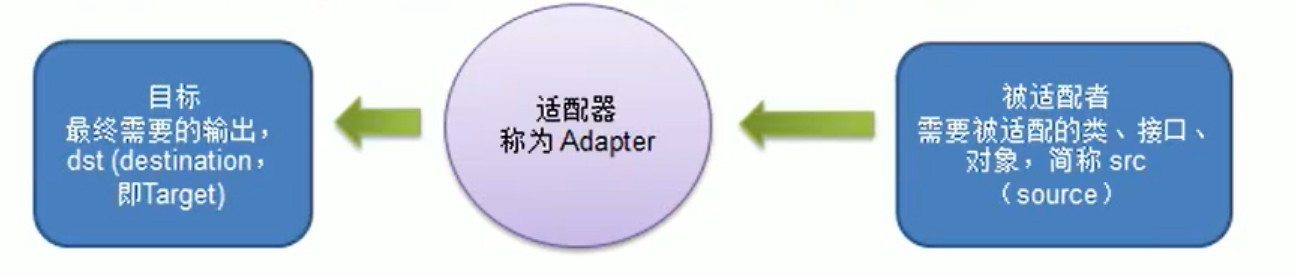 目标
最终需要的输出，
dst (destination，
即Target)
适配器
称为 Adapter
被适配者
需要被适配的类、接口、
对象，简称 src
（source）